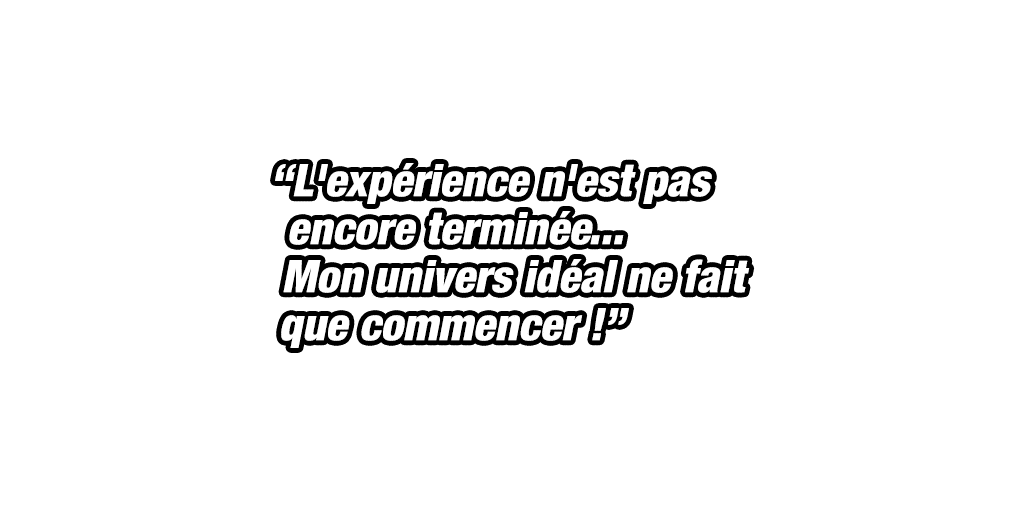 “L'expérience n'est pas
encore terminée...
Mon univers idéal ne fait
que commencer !”